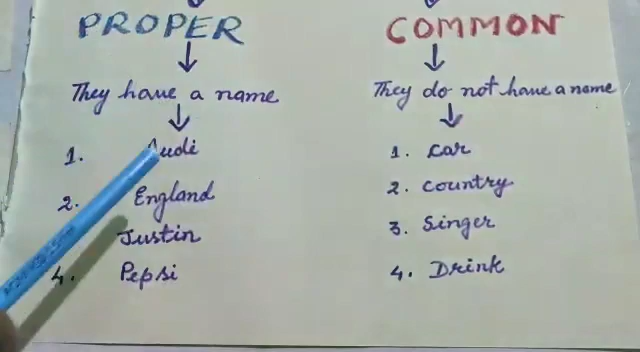 PROPER
They have a name
1. Audi
2. England
Justin
4. Pepsi
COMMON
They do not have a name
1. Car
2. Country
3. Singer
4. Drink